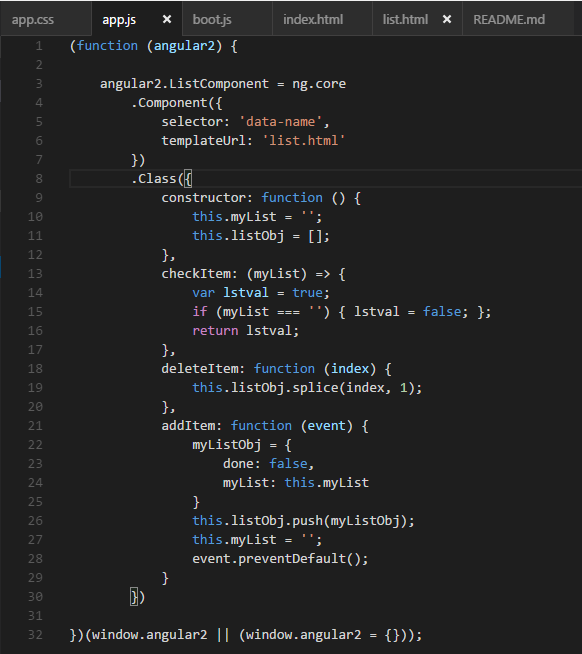 app.css app.js × boot.js index.html list.html × README.md
1 (function (angular2) {
2
3     angular2.ListComponent = ng.core
4         .Component({
5             selector: 'data-name',
6             templateUrl: 'list.html'
7         })
8         .Class({
9             constructor: function () {
10                 this.myList = '';
11                 this.listObj = [];
12             },
13             checkItem: (myList) => {
14                 var lstval = true;
15                 if (myList === '') { lstval = false; };
16                 return lstval;
17             },
18             deleteItem: function (index) {
19                 this.listObj.splice(index, 1);
20             },
21             addItem: function (event) {
22                 myListObj = {
23                     done: false,
24                     myList: this.myList
25                 }
26                 this.listObj.push(myListObj);
27                 this.myList = '';
28                 event.preventDefault();
29             }
30         })
31
32 })(window.angular2 || (window.angular2 = {}));